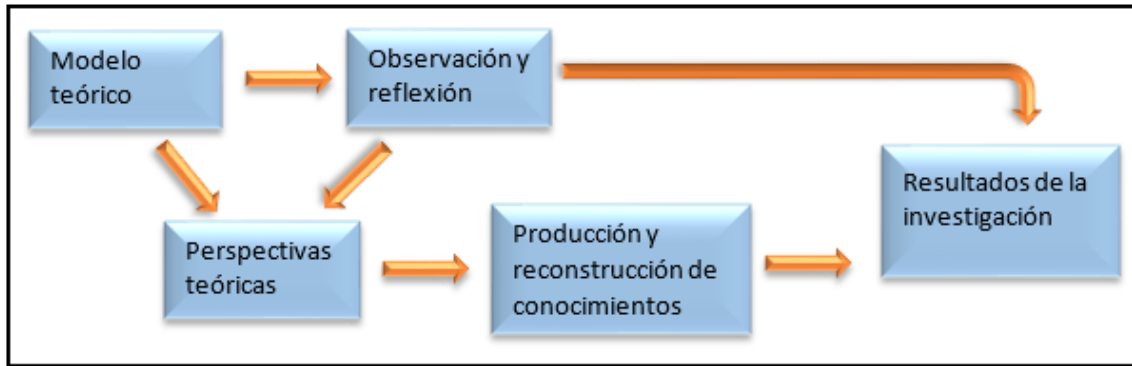 Modelo
teórico
Observación y
reflexión
Resultados de la
investigación
Perspectivas
teóricas
Producción y
reconstrucción de
conocimientos